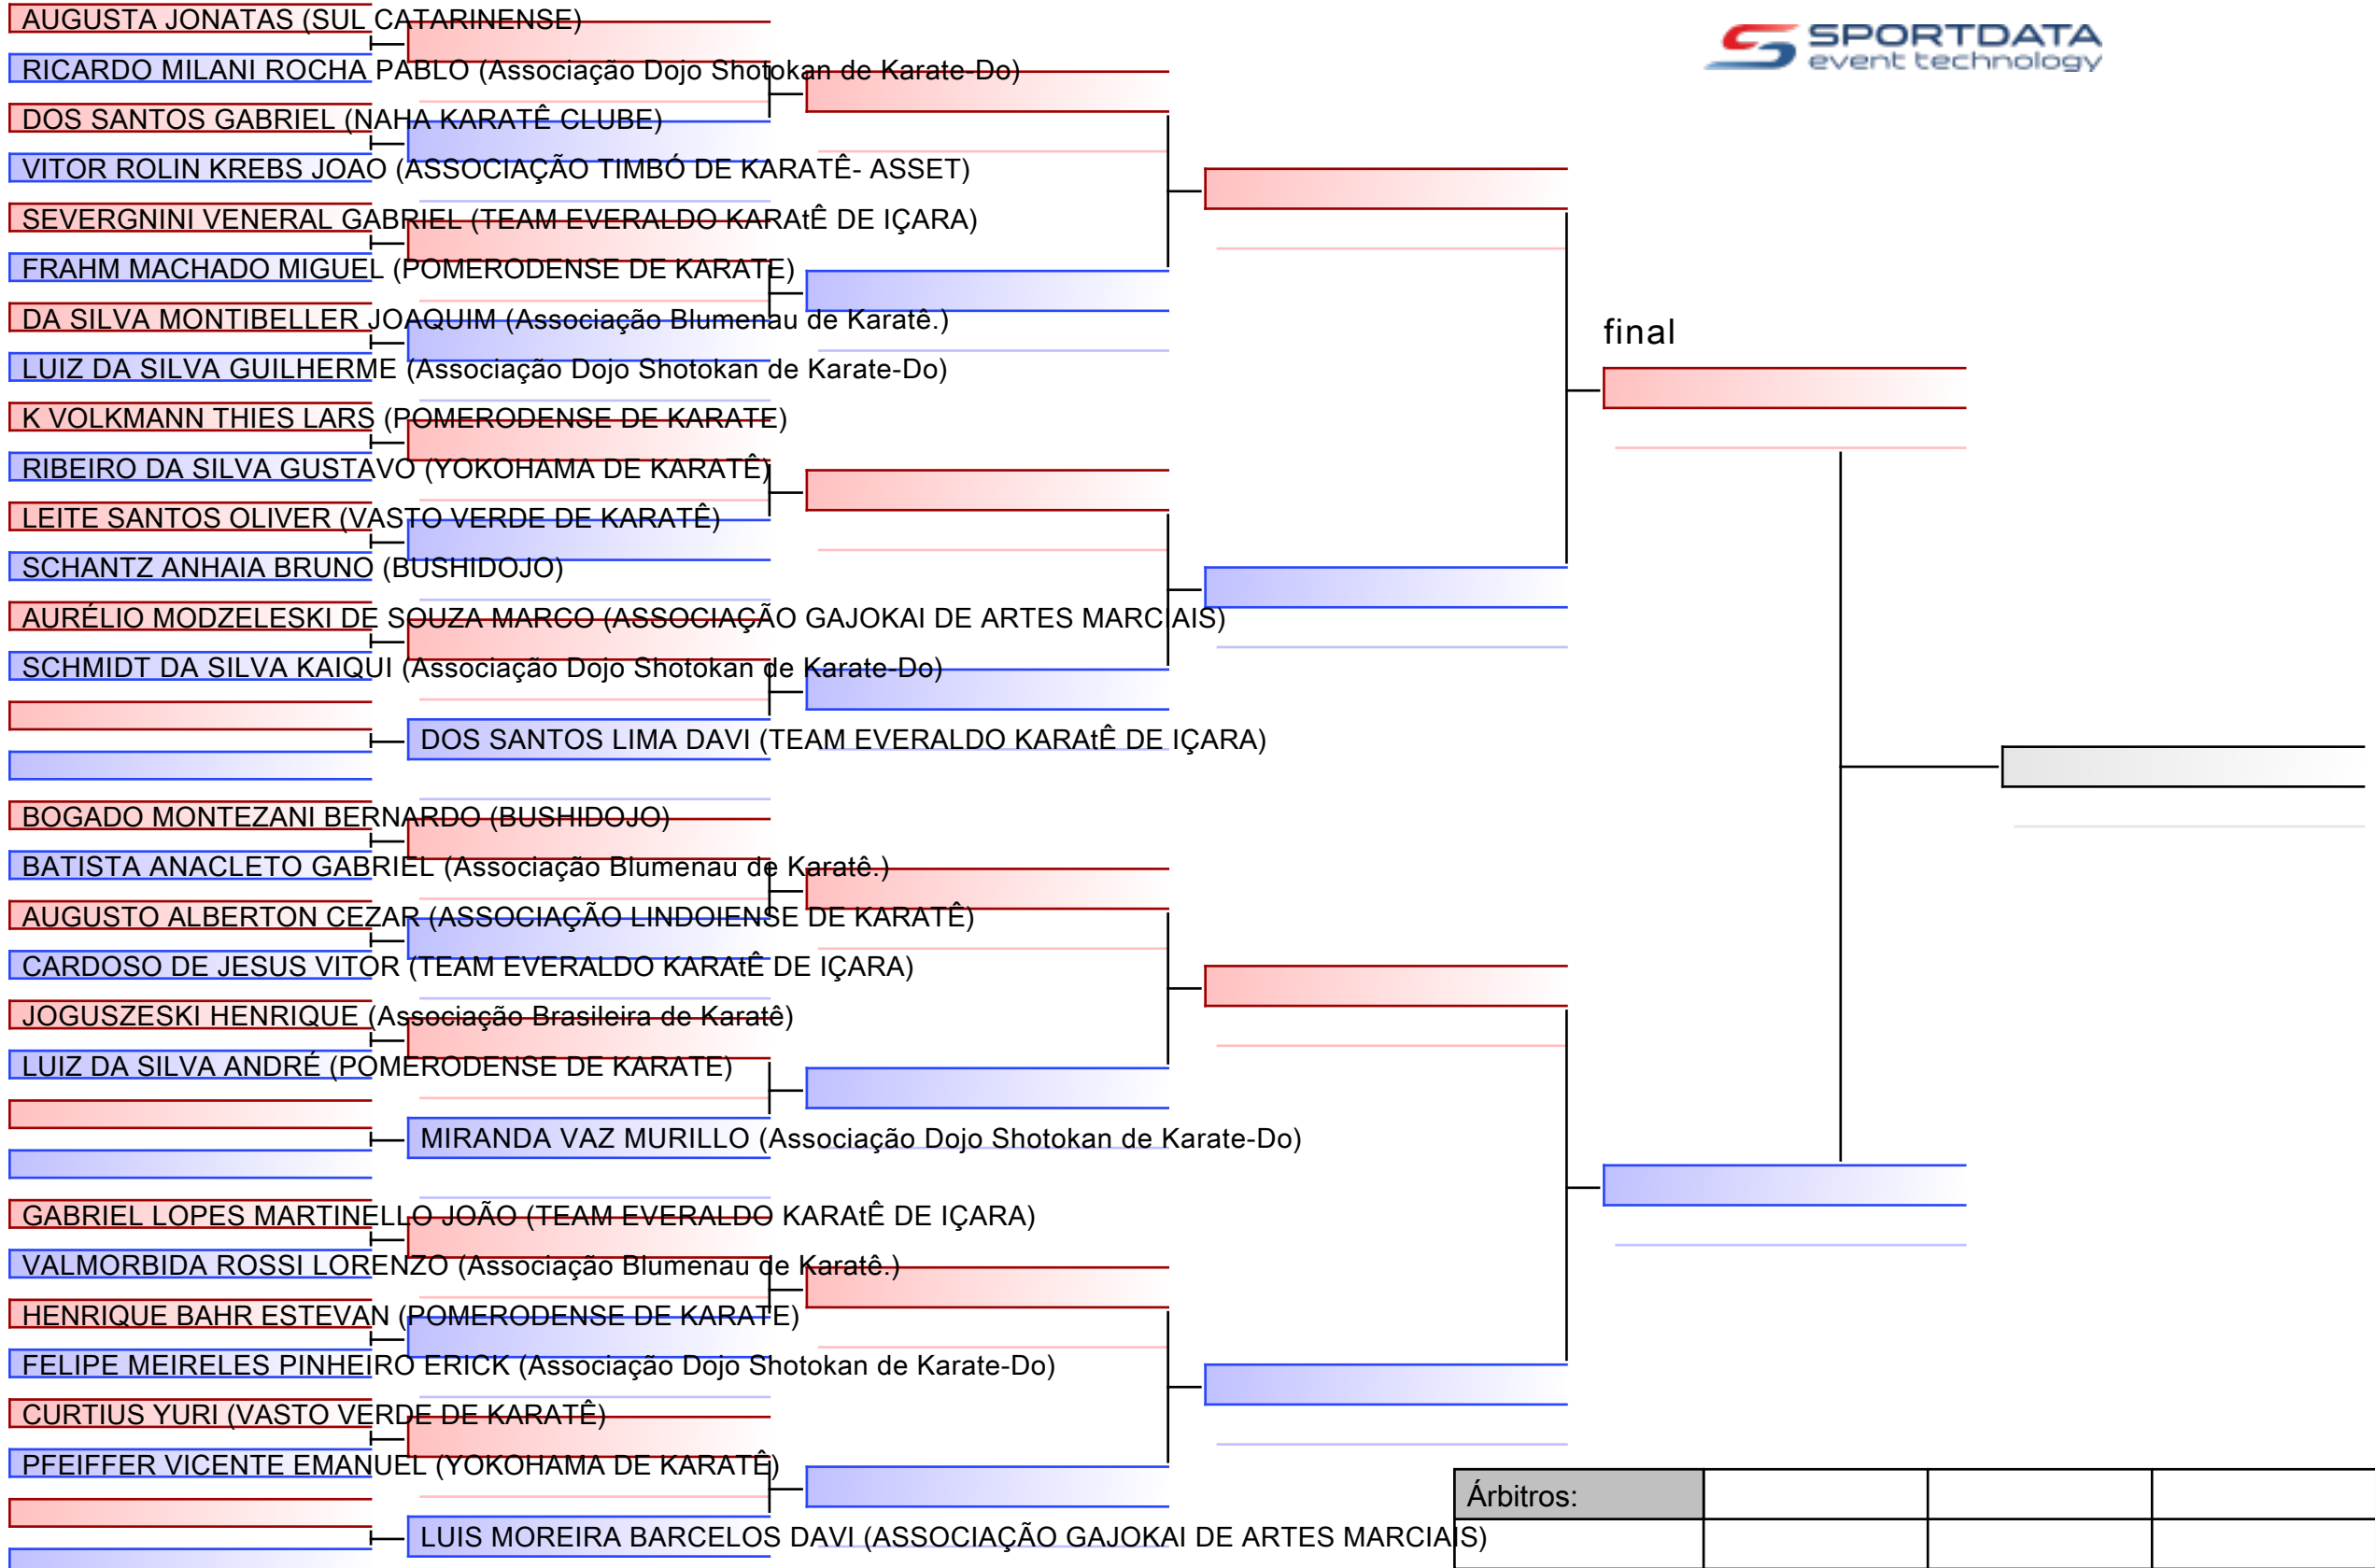 AUGUSTA JONATAS (SUL CATARINENSE)
SPORTDATA
event technology
RICARDO MILANI ROCHA PABLO (Associação Dojo Shotokan de Karate-Do)
DOS SANTOS GABRIEL (NAHA KARATÊ CLUBE)
VITOR ROLIN KREBS JOAO (ASSOCIAÇÃO TIMBÓ DE KARATÊ- ASSET)
SEVERGNINI VENERAL GABRIEL (TEAM EVERALDO KARAtÊ DE IÇARA)
FRAHM MACHADO MIGUEL (POMERODENSE DE KARATE)
DA SILVA MONTIBELLER JOAQUIM (Associação Blumenau de Karatê.)
final
LUIZ DA SILVA GUILHERME (Associação Dojo Shotokan de Karate-Do)
K VOLKMANN THIES LARS (POMERODENSE DE KARATE)
RIBEIRO DA SILVA GUSTAVO (YOKOHAMA DE KARATÊ)
LEITE SANTOS OLIVER (VASTO VERDE DE KARATÊ)
SCHANTZ ANHAIA BRUNO (BUSHIDOJO)
AURÉLIO MODZELESKI DE SOUZA MARCO (ASSOCIAÇÃO GAJOKAI DE ARTES MARCIAIS)
SCHMIDT DA SILVA KAIQUI (Associação Dojo Shotokan de Karate-Do)
DOS SANTOS LIMA DAVI (TEAM EVERALDO KARAtÊ DE IÇARA)
BOGADO MONTEZANI BERNARDO (BUSHIDOJO)
BATISTA ANACLETO GABRIEL (Associação Blumenau de Karatê.)
AUGUSTO ALBERTON CEZAR (ASSOCIAÇÃO LINDOIENSE DE KARATÊ)
CARDOSO DE JESUS VITOR (TEAM EVERALDO KARAtÊ DE IÇARA)
JOGUSZESKI HENRIQUE (Associação Brasileira de Karatê)
LUIZ DA SILVA ANDRÉ (POMERODENSE DE KARATE)
MIRANDA VAZ MURILLO (Associação Dojo Shotokan de Karate-Do)
GABRIEL LOPES MARTINELLO JOÃO (TEAM EVERALDO KARAtÊ DE IÇARA)
VALMORBIDA ROSSI LORENZO (Associação Blumenau de Karatê.)
HENRIQUE BAHR ESTEVAN (POMERODENSE DE KARATE)
FELIPE MEIRELES PINHEIRO ERICK (Associação Dojo Shotokan de Karate-Do)
CURTIUS YURI (VASTO VERDE DE KARATÊ)
PFEIFFER VICENTE EMANUEL (YOKOHAMA DE KARATÊ)
Árbitros:
LUIS MOREIRA BARCELOS DAVI (ASSOCIAÇÃO GAJOKAI DE ARTES MARCIAIS)